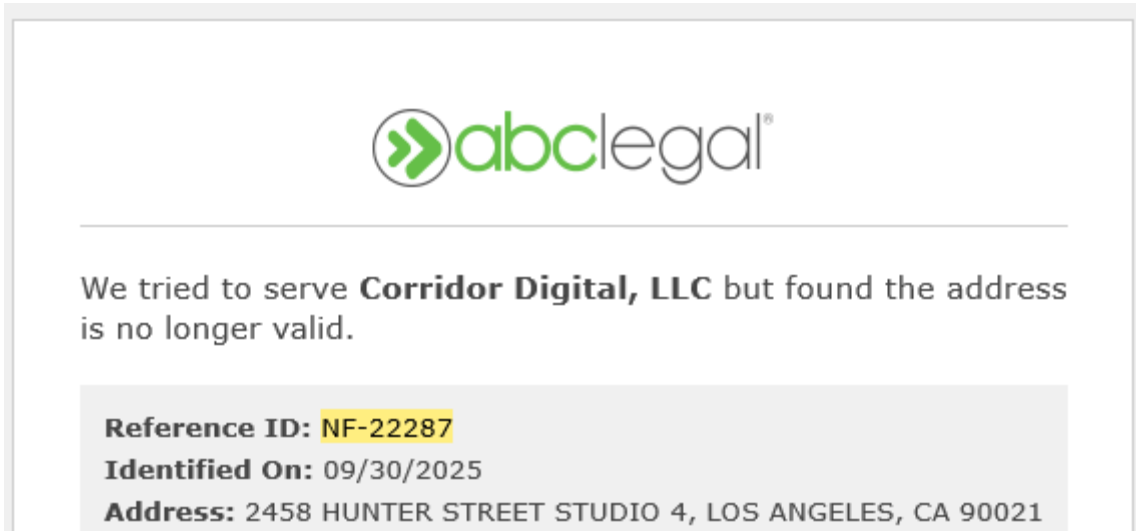 abclegal®
We tried to serve Corridor Digital, LLC but found the address
is no longer valid.
Reference ID: NF-22287
Identified On: 09/30/2025
Address: 2458 HUNTER STREET STUDIO 4, LOS ANGELES, CA 90021